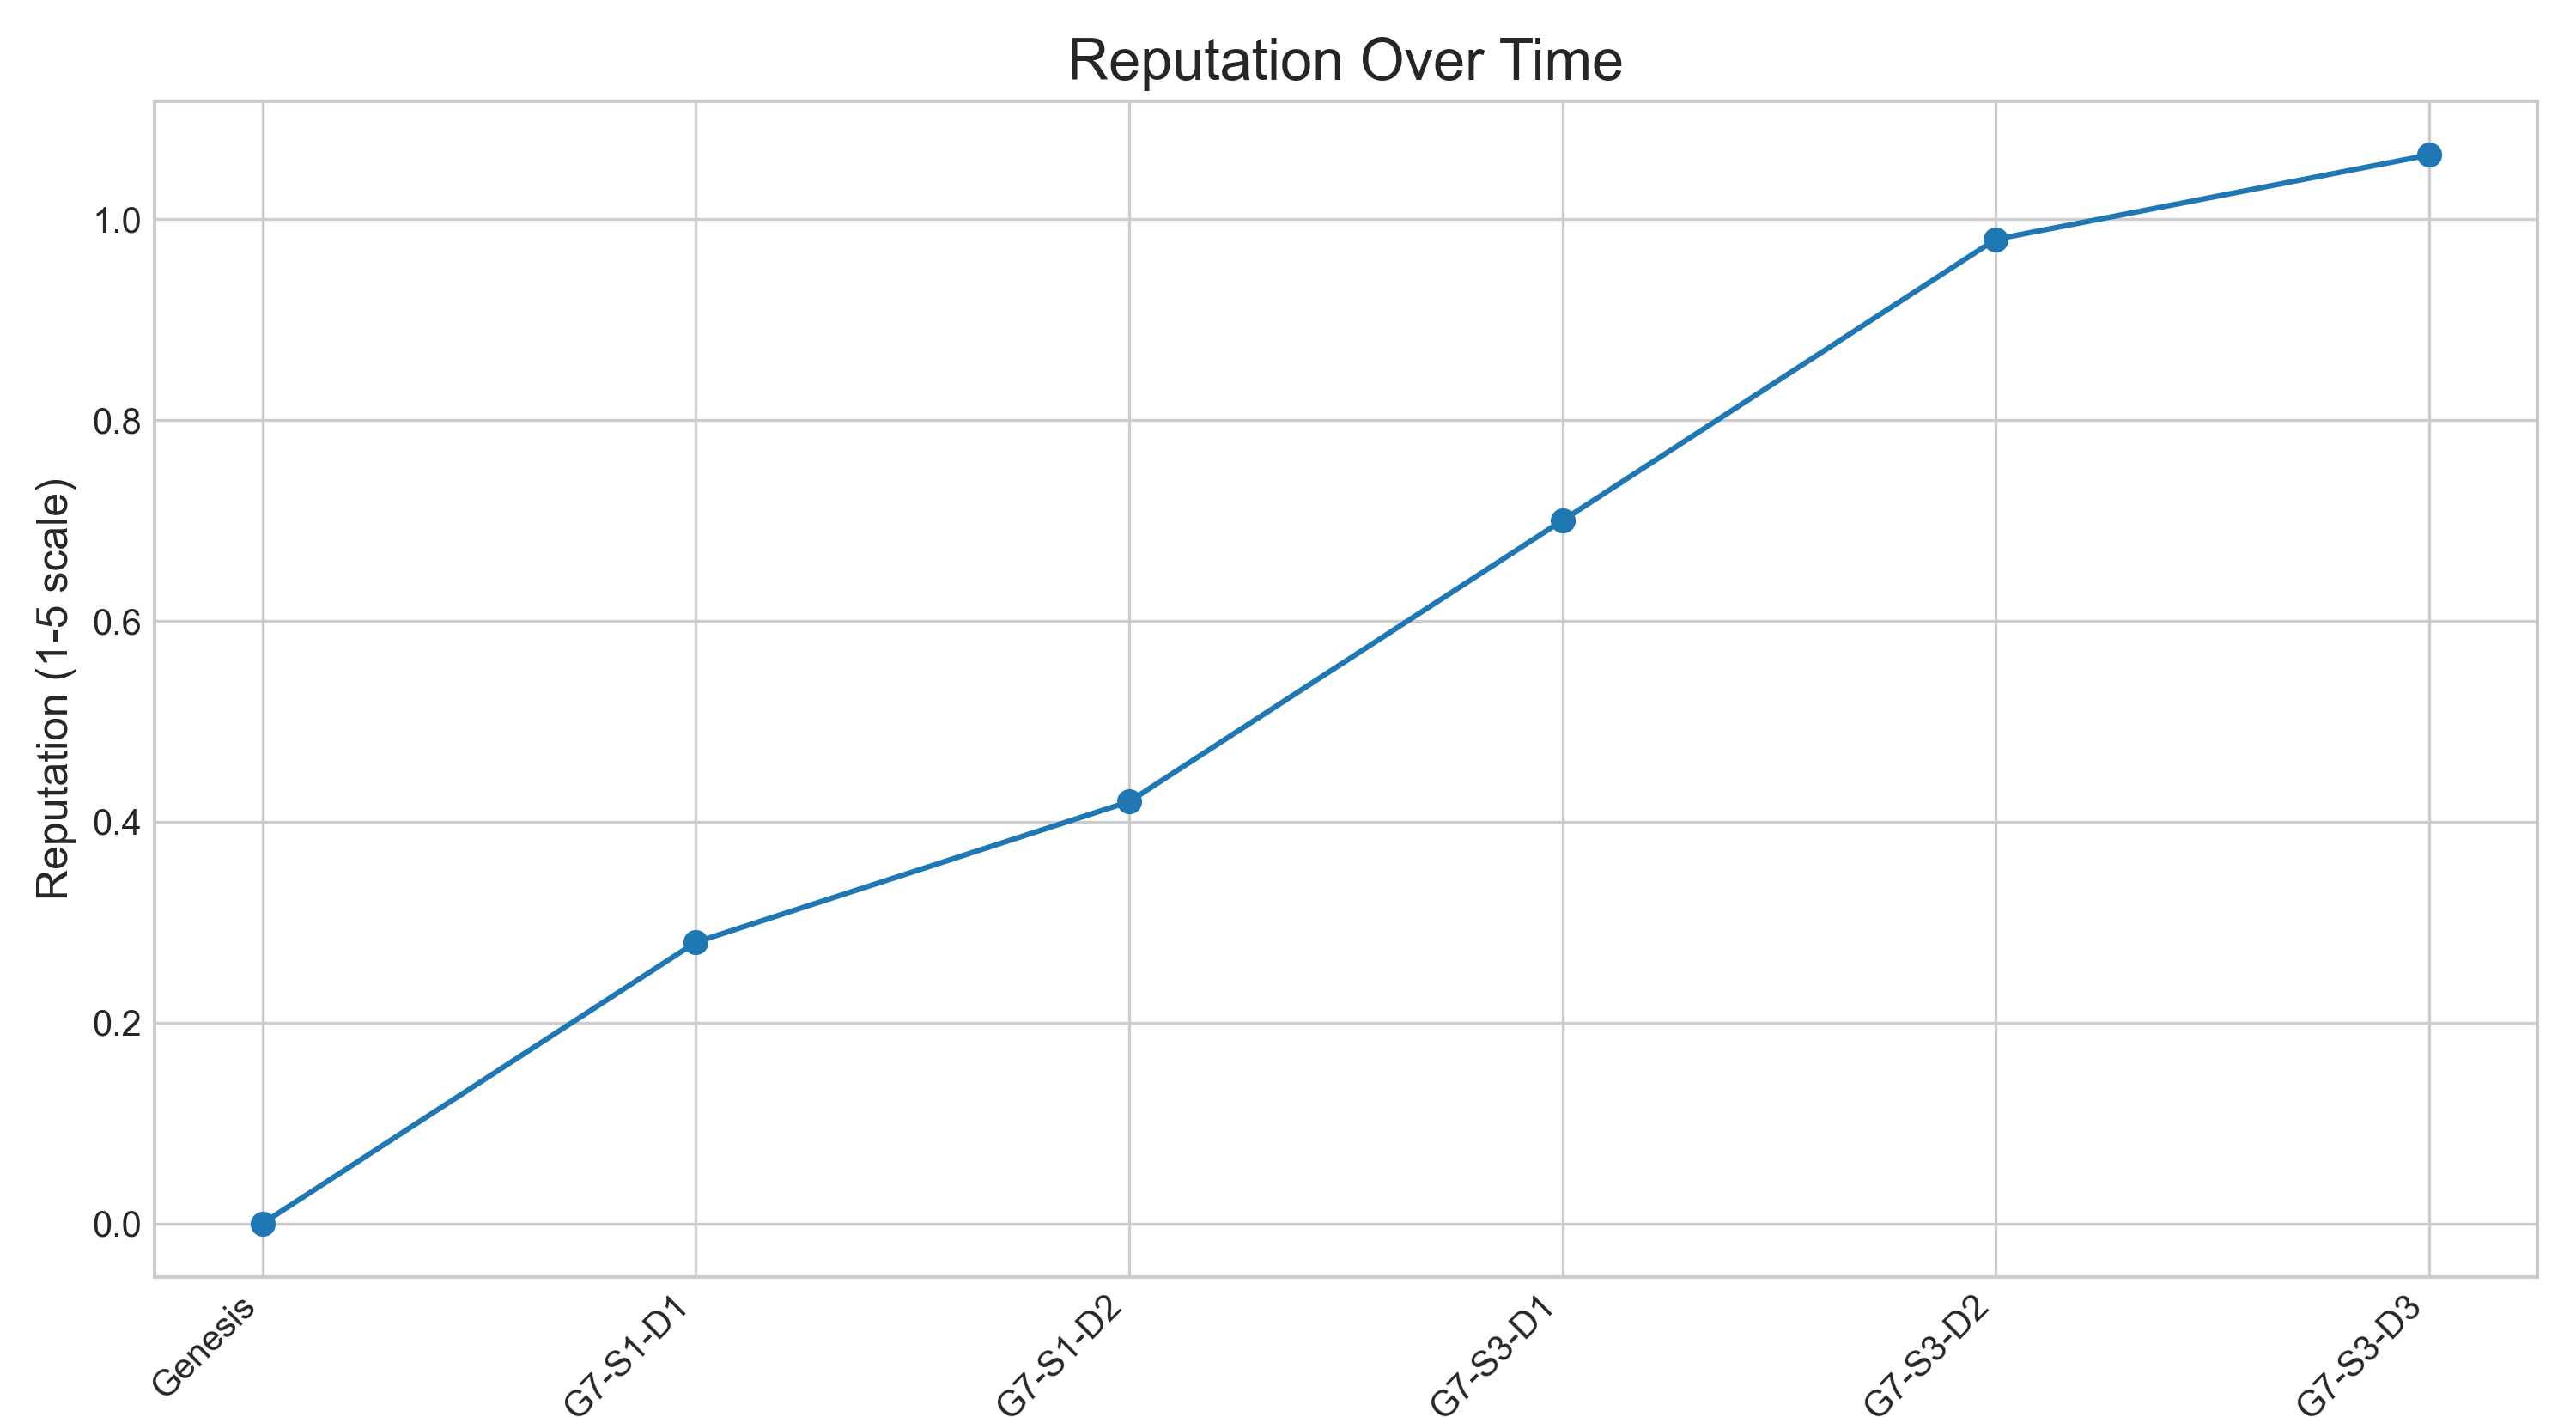 Reputation Over Time
Reputation (1-5 scale)
1.0
0.8
0.6
0.4
0.2
0.0
Genesis
G7-S1-D1
G7-S1-D2
G7-S3-D1
G7-S3-D2
G7-S3-D3